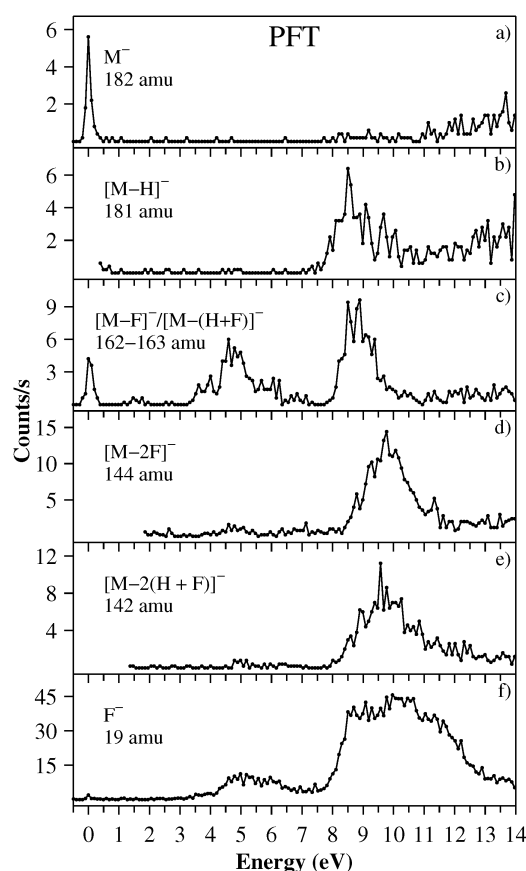 PFT
a)
M⁻
182 amu
6
4
2
b)
[M−H]⁻
181 amu
6
4
2
c)
[M−F]⁻/[M−(H+F)]⁻
162−163 amu
9
6
3
d)
[M−2F]⁻
144 amu
15
10
5
e)
[M−2(H + F)]⁻
142 amu
12
8
4
f)
F⁻
19 amu
45
30
15
Counts/s
0 1 2 3 4 5 6 7 8 9 10 11 12 13 14
Energy (eV)